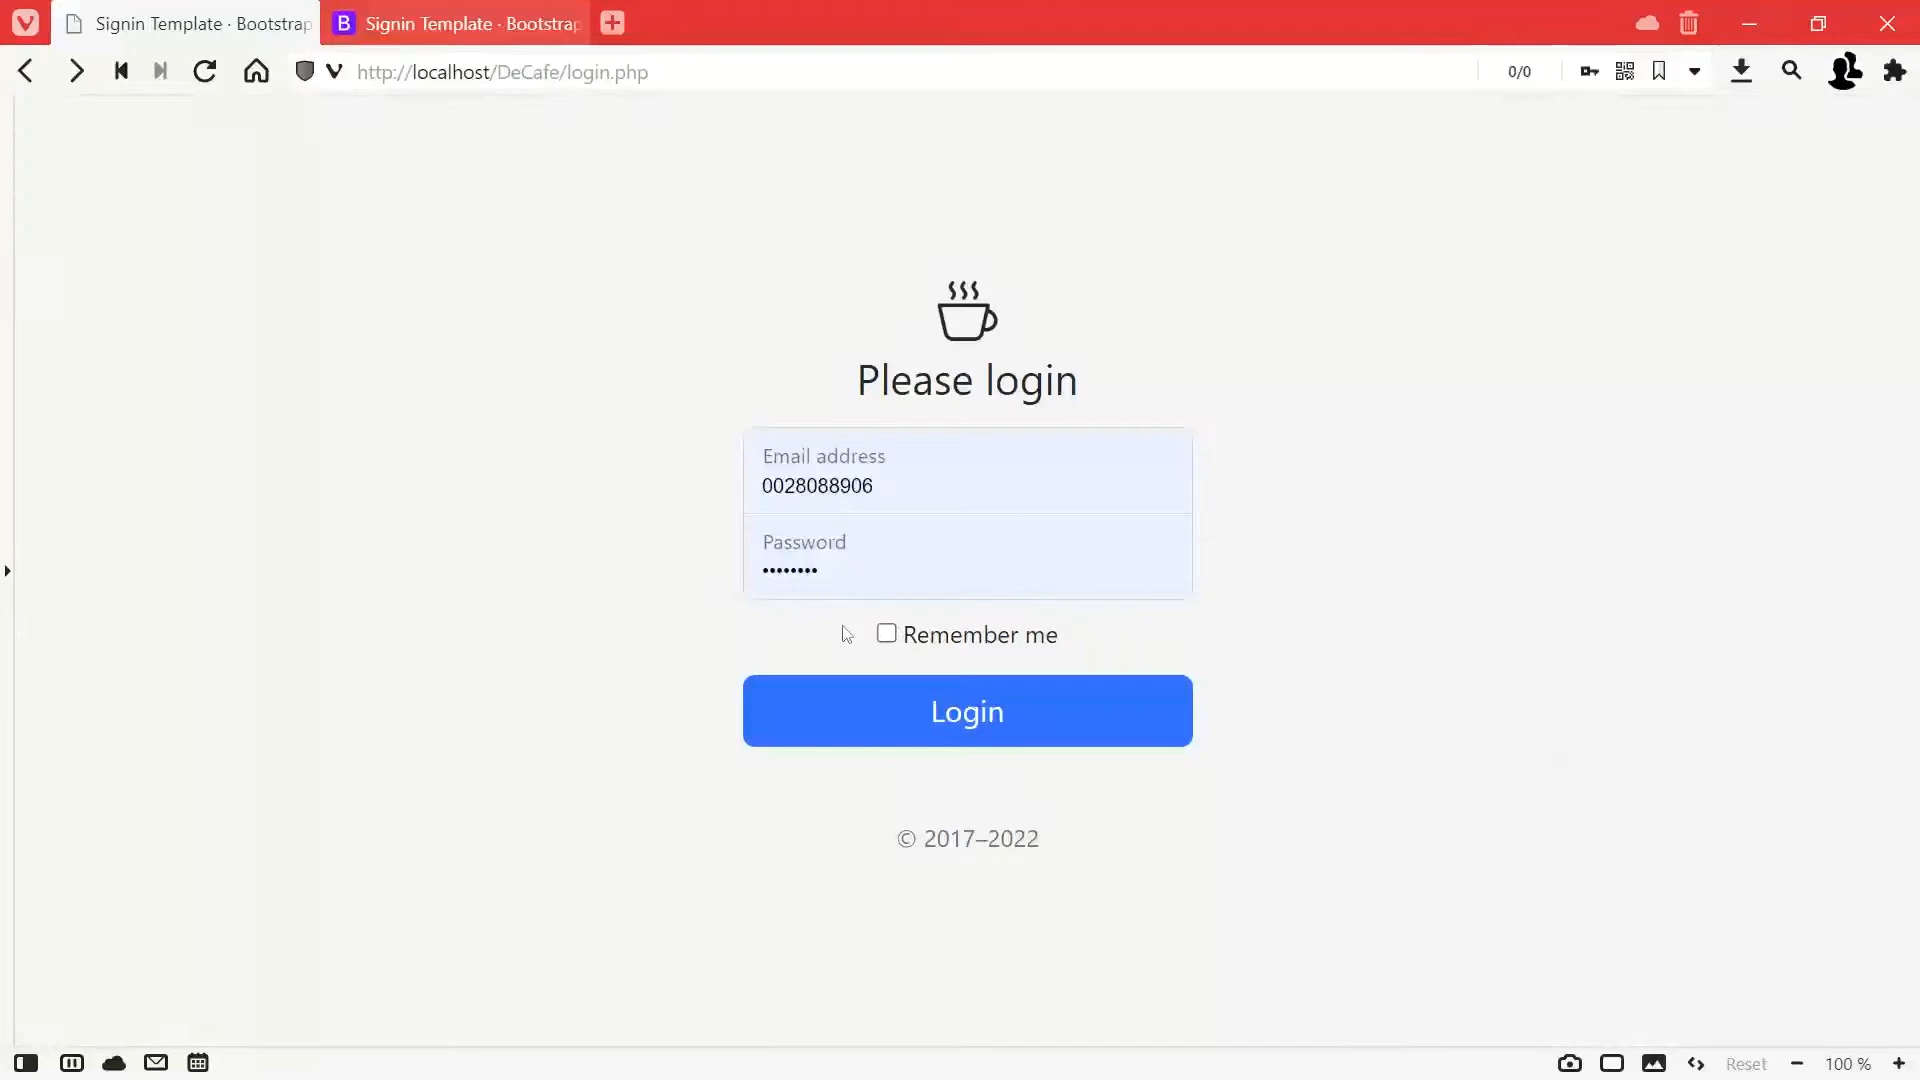 Signin Template · Bootstrap
Signin Template · Bootstrap
http://localhost/DeCafe/login.php
0/0
Please login
Email address
0028088906
Password
••••••••
Remember me
Login
© 2017–2022
Reset
100 %